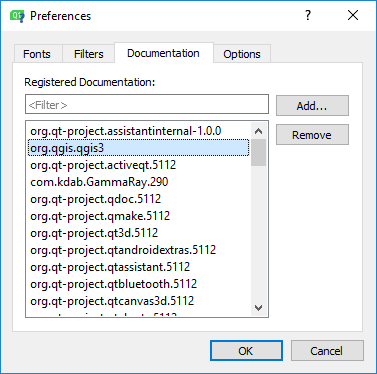 Preferences
Fonts Filters Documentation Options
Registered Documentation:
<Filter> Add...
Remove
org.qt-project.assistantinternal-1.0.0
org.qgis.qgis3
org.qt-project.activeqt.5112
com.kdab.GammaRay.290
org.qt-project.qdoc.5112
org.qt-project.qmake.5112
org.qt-project.qt3d.5112
org.qt-project.qtandroidextras.5112
org.qt-project.qtassistant.5112
org.qt-project.qtbluetooth.5112
org.qt-project.qtcanvas3d.5112
OK Cancel